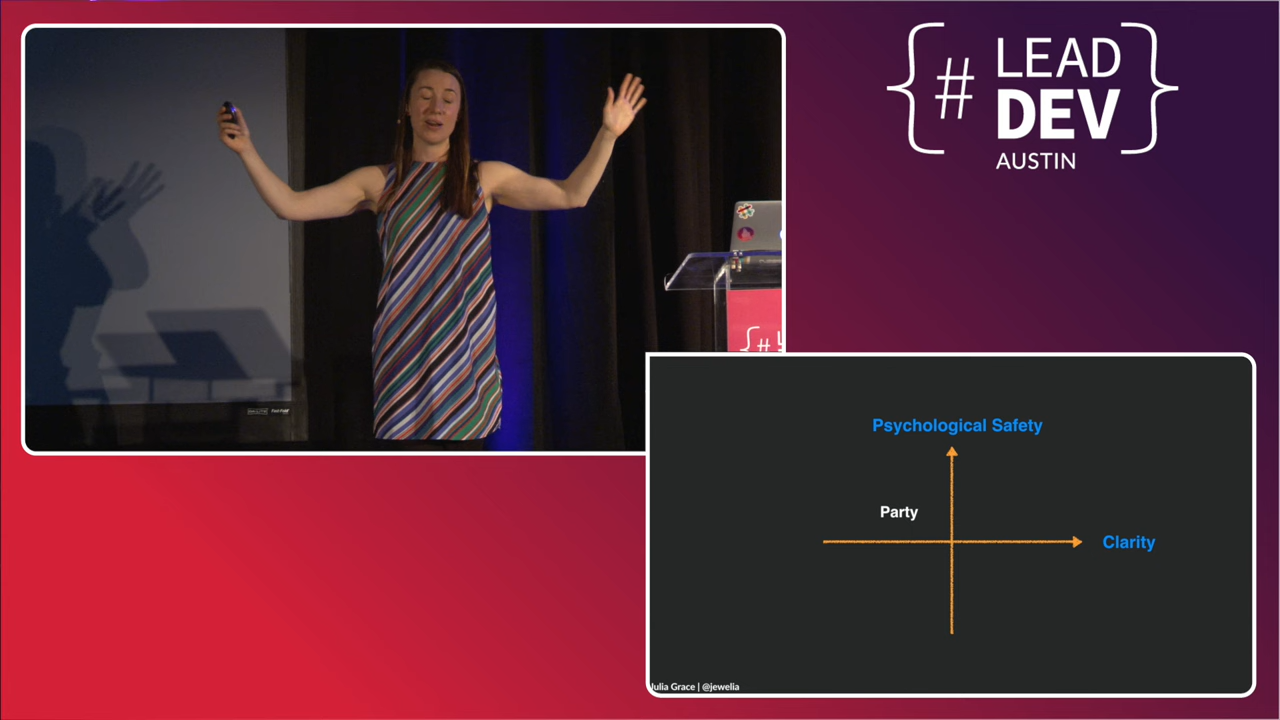 {# LEAD
DEV}
AUSTIN
{#
Psychological Safety
Party
Clarity
Julia Grace | @jewelia